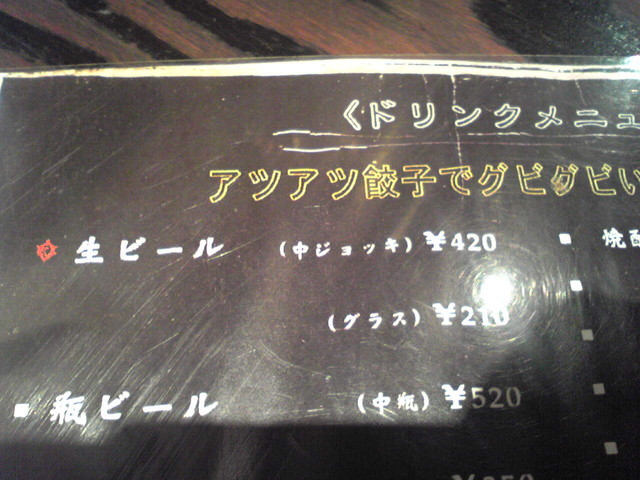 〈ドリンクメニュ
アツアツ餃子でグビグビい
生ビール (中ジョッキ) ¥420
焼酎
(グラス) ¥210
瓶ビール (中瓶) ¥520